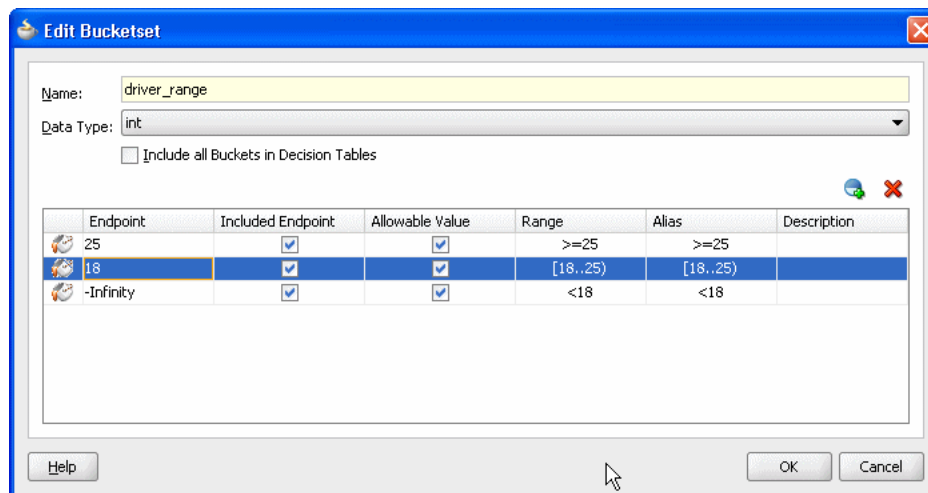 Edit Bucketset
Name: driver_range
Data Type: int
Include all Buckets in Decision Tables
Endpoint Included Endpoint Allowable Value Range Alias Description
25 >=25 >=25
18 [18..25) [18..25)
-Infinity <18 <18
Help OK Cancel